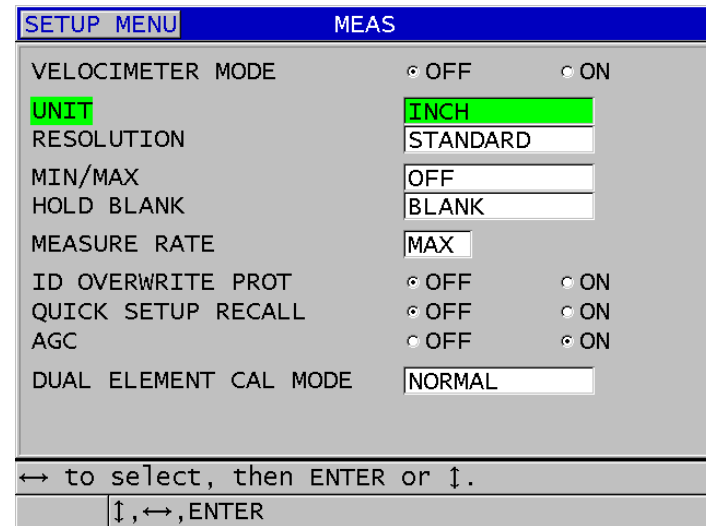 SETUP MENU MEAS
VELOCIMETER MODE OFF ON
UNIT INCH
RESOLUTION STANDARD
MIN/MAX OFF
HOLD BLANK BLANK
MEASURE RATE MAX
ID OVERWRITE PROT OFF ON
QUICK SETUP RECALL OFF ON
AGC OFF ON
DUAL ELEMENT CAL MODE NORMAL
↔ to select, then ENTER or ↕.
↕,↔,ENTER